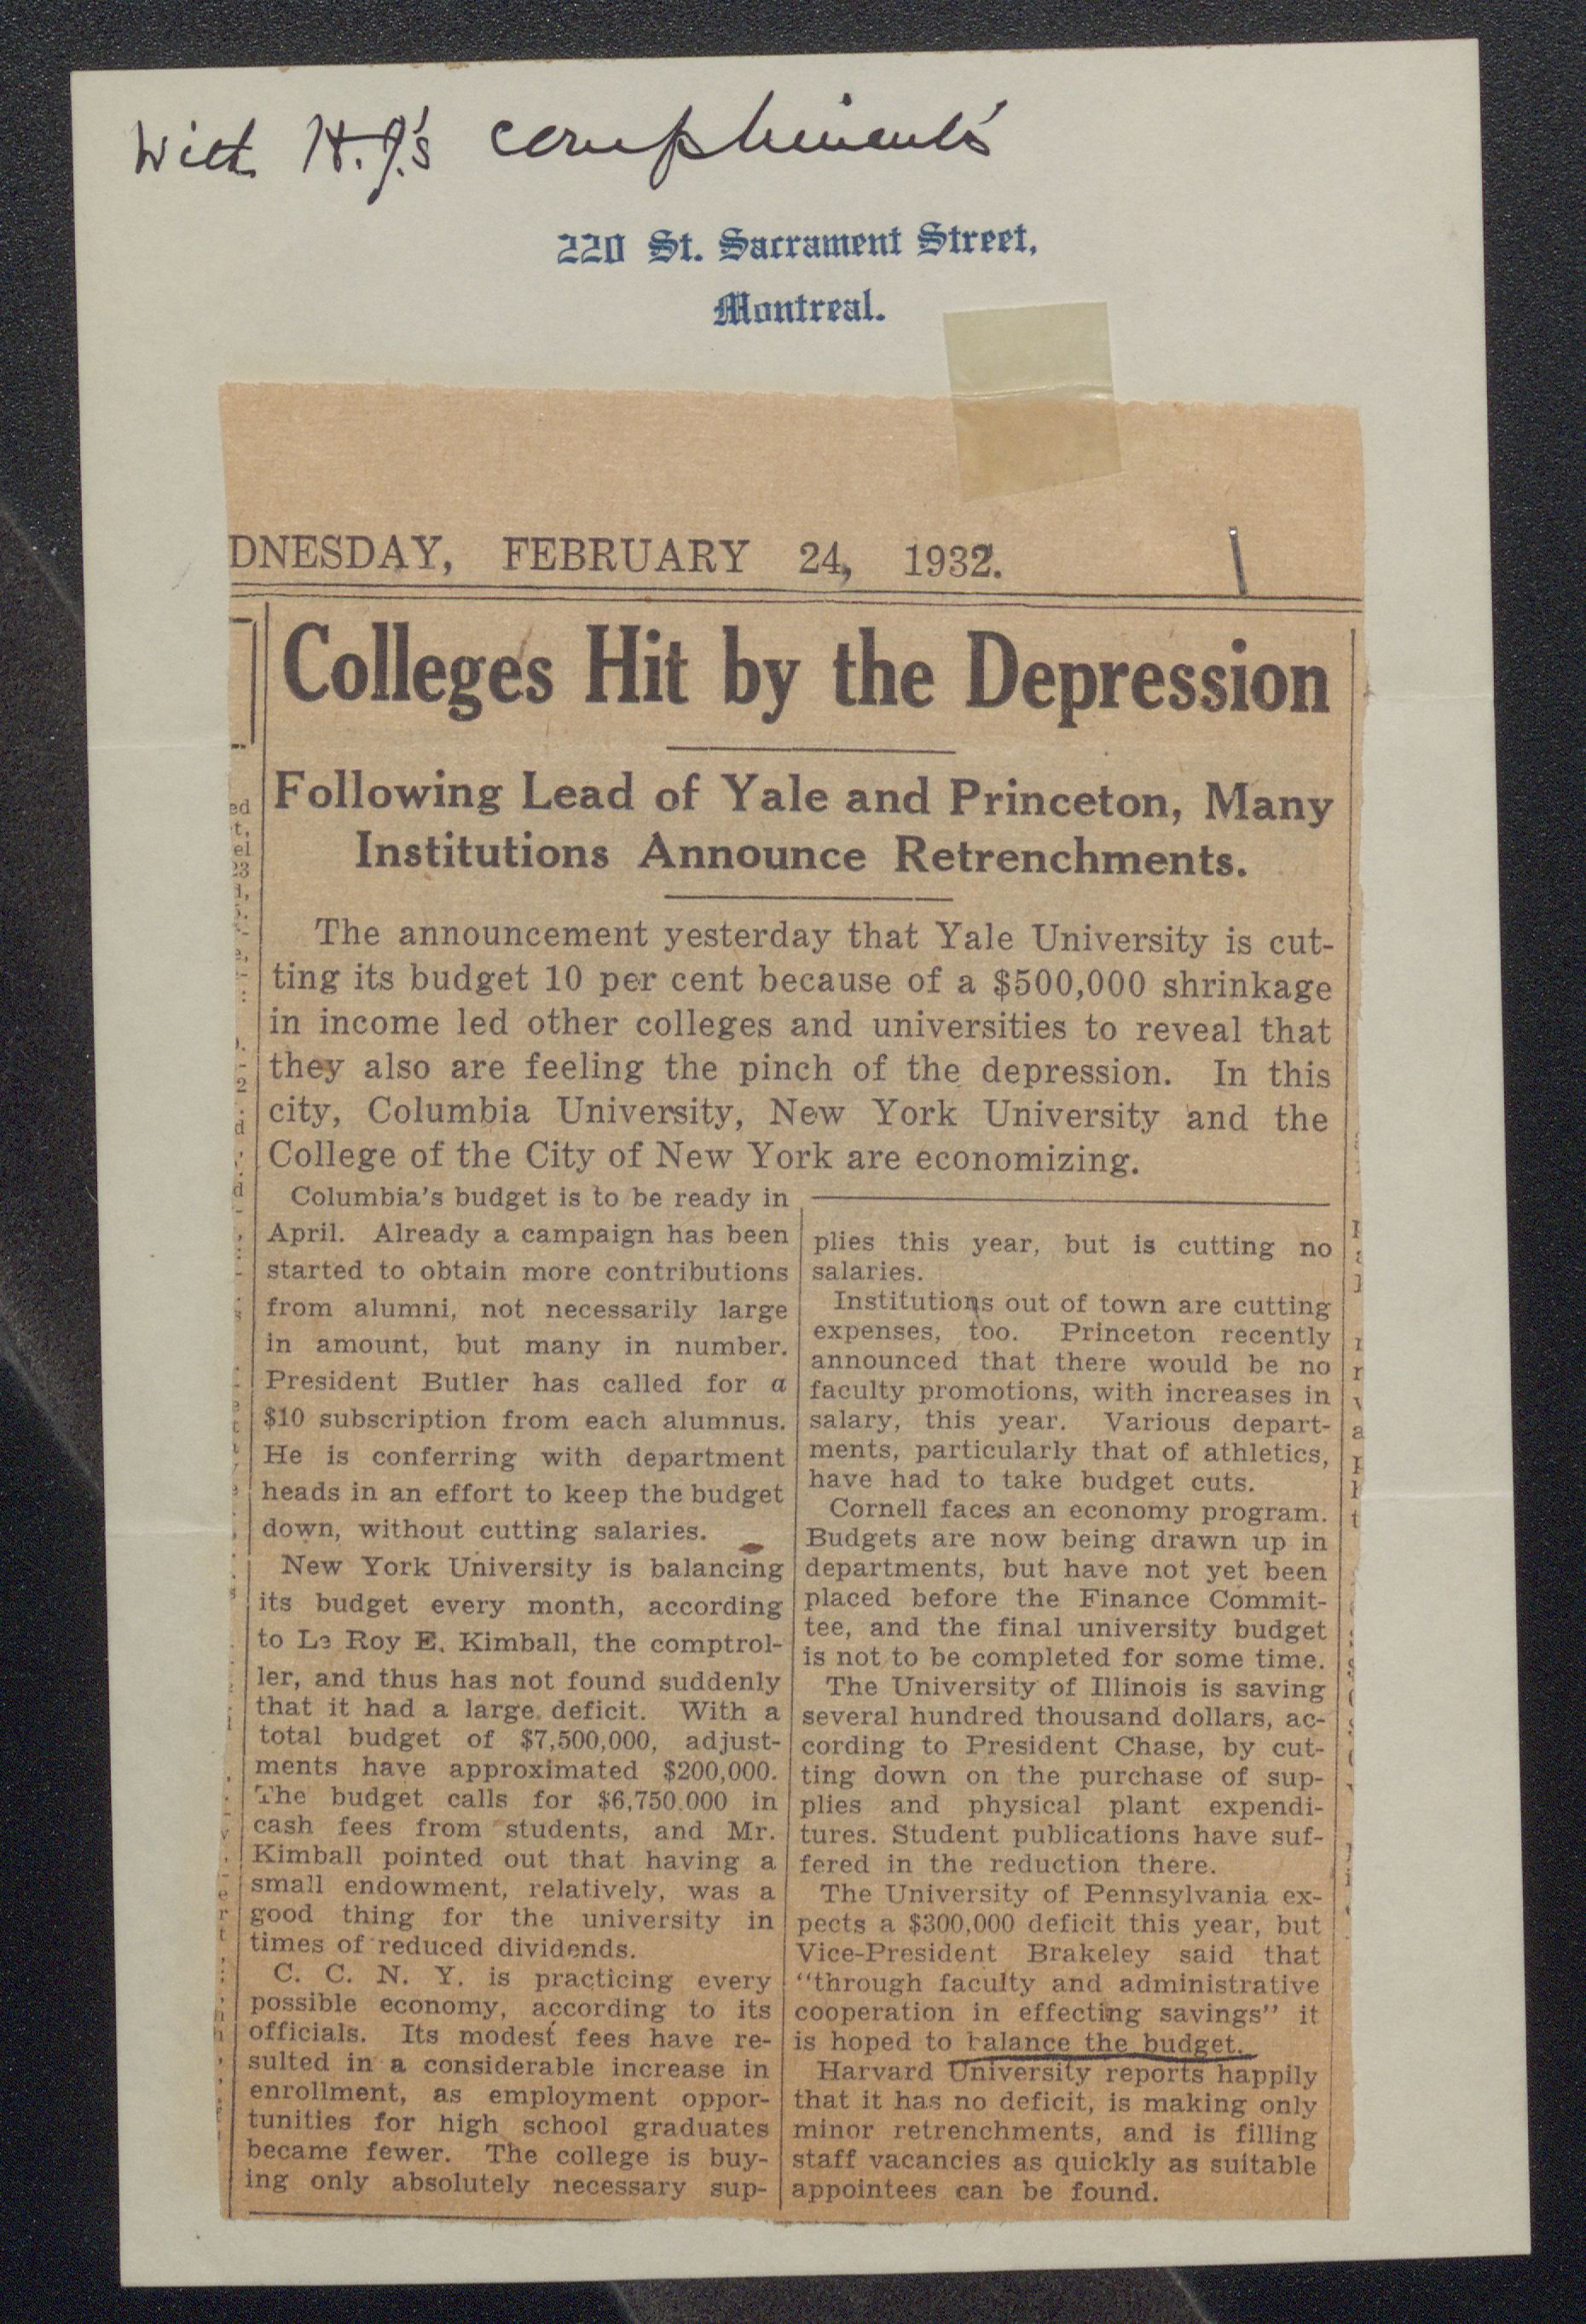 With H.J.'s compliments
220 St. Sacrament Street,
Montreal.
DNESDAY, FEBRUARY 24, 1932.
Colleges Hit by the Depression
Following Lead of Yale and Princeton, Many
Institutions Announce Retrenchments.
The announcement yesterday that Yale University is cut-
ting its budget 10 per cent because of a $500,000 shrinkage
in income led other colleges and universities to reveal that
they also are feeling the pinch of the depression. In this
city, Columbia University, New York University and the
College of the City of New York are economizing.
Columbia's budget is to be ready in
April. Already a campaign has been
started to obtain more contributions
from alumni, not necessarily large
in amount, but many in number.
President Butler has called for a
$10 subscription from each alumnus.
He is conferring with department
heads in an effort to keep the budget
down, without cutting salaries.
New York University is balancing
its budget every month, according
to Le Roy E. Kimball, the comptrol-
ler, and thus has not found suddenly
that it had a large deficit. With a
total budget of $7,500,000, adjust-
ments have approximated $200,000.
The budget calls for $6,750.000 in
cash fees from students, and Mr.
Kimball pointed out that having a
small endowment, relatively, was a
good thing for the university in
times of reduced dividends.
C. C. N. Y. is practicing every
possible economy, according to its
officials. Its modest fees have re-
sulted in a considerable increase in
enrollment, as employment oppor-
tunities for high school graduates
became fewer. The college is buy-
ing only absolutely necessary sup-
plies this year, but is cutting no
salaries.
Institutions out of town are cutting
expenses, too. Princeton recently
announced that there would be no
faculty promotions, with increases in
salary, this year. Various depart-
ments, particularly that of athletics,
have had to take budget cuts.
Cornell faces an economy program.
Budgets are now being drawn up in
departments, but have not yet been
placed before the Finance Commit-
tee, and the final university budget
is not to be completed for some time.
The University of Illinois is saving
several hundred thousand dollars, ac-
cording to President Chase, by cut-
ting down on the purchase of sup-
plies and physical plant expendi-
tures. Student publications have suf-
fered in the reduction there.
The University of Pennsylvania ex-
pects a $300,000 deficit this year, but
Vice-President Brakeley said that
"through faculty and administrative
cooperation in effecting savings" it
is hoped to balance the budget.
Harvard University reports happily
that it has no deficit, is making only
minor retrenchments, and is filling
staff vacancies as quickly as suitable
appointees can be found.